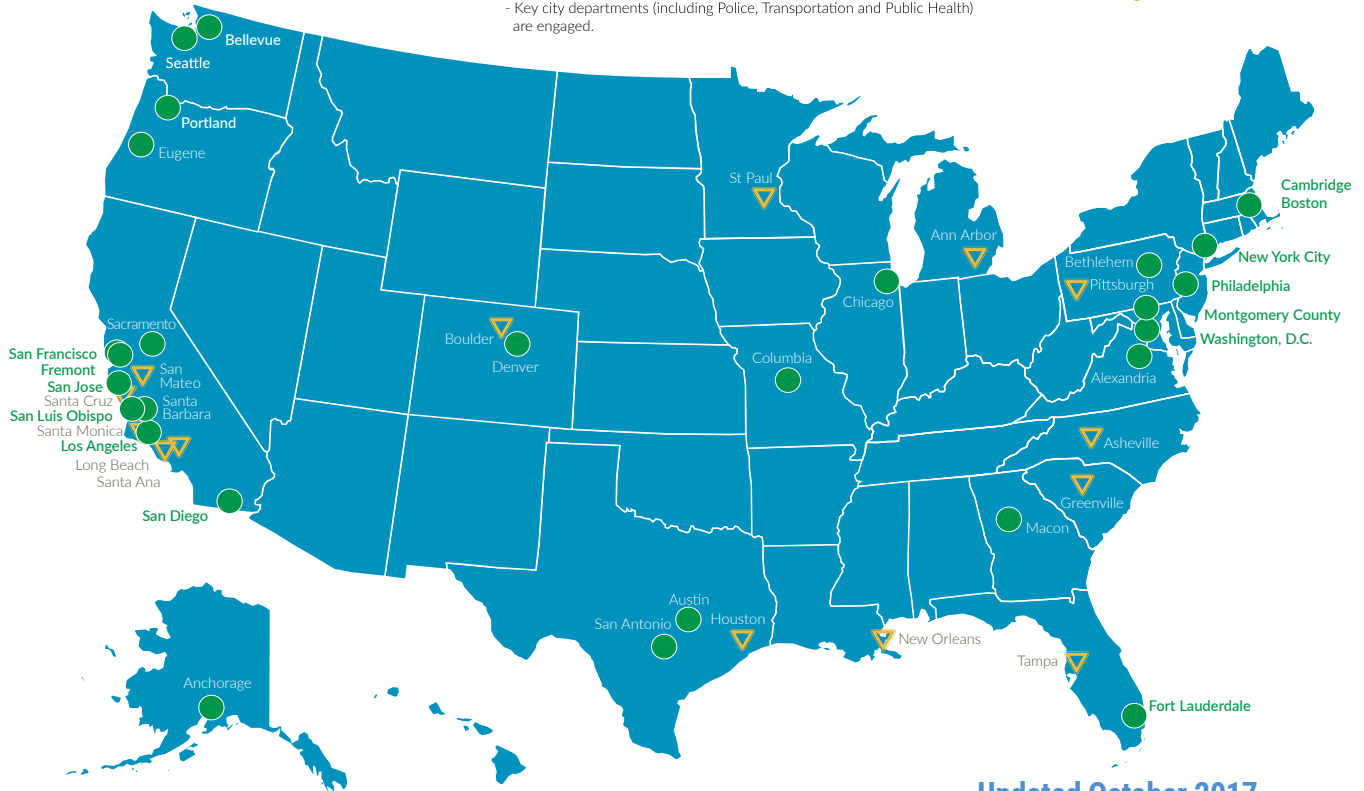 - Key city departments (including Police, Transportation and Public Health)
are engaged.
Bellevue
Seattle
Portland
Eugene
St Paul
Ann Arbor
Cambridge
Boston
New York City
Bethlehem
Pittsburgh
Philadelphia
Montgomery County
Washington, D.C.
Alexandria
Chicago
Sacramento
Boulder
Denver
Columbia
San Francisco
Fremont
San
Mateo
San Jose
Santa Cruz
Santa
Barbara
San Luis Obispo
Santa Monica
Los Angeles
Long Beach
Santa Ana
San Diego
Asheville
Greenville
Macon
Austin
San Antonio
Houston
New Orleans
Tampa
Fort Lauderdale
Anchorage
Updated October 2017